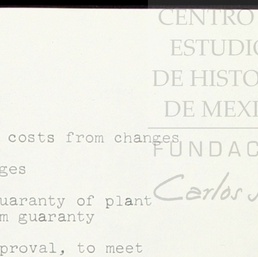 CENTRO
ESTUDIO
DE HISTO
DE MEXI
FUNDAC
Carlos
costs from changes
ges
uaranty of plant
m guaranty
proval, to meet